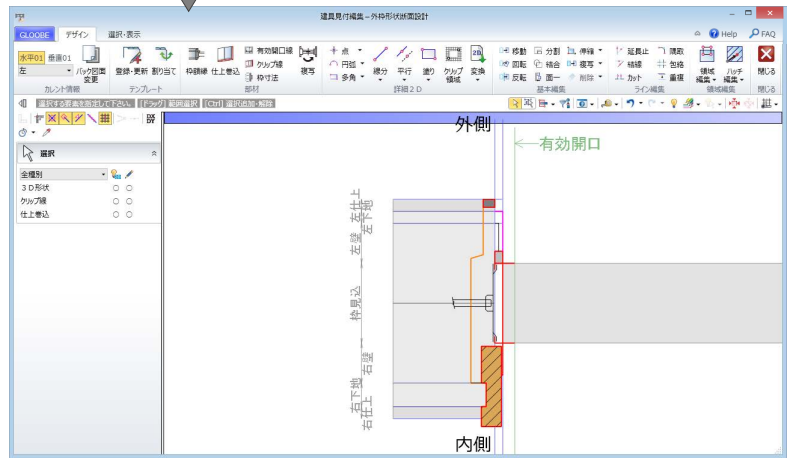 建具見付編集－外枠形状断面設計
GLOOBE デザイン 選択・表示
Help FAQ
水平01 垂直01
左
バック図面変更
登録・更新 割り当て
枠額縁 仕上巻込
有効開口線
クリップ線
枠寸法
複写
点
円弧
多角
線分 平行 塗り クリップ領域 変換
移動 分割 伸縮 複写
回転 結合
反転 面一 削除
延長止 隅取
結線 包絡
カット 重複
領域編集 ハッチ編集 閉じる
カレント情報 テンプレート 部材 詳細2D 基本編集 ライン編集 領域編集 閉じる
選択する要素を指定して下さい。 [ドラッグ] 範囲選択 [Ctrl] 選択追加・解除
選択
全種別
3D形状
クリップ線
仕上巻込
外側
有効開口
左仕上
左下地
左壁
枠見込
右壁
右下地
右仕上
内側